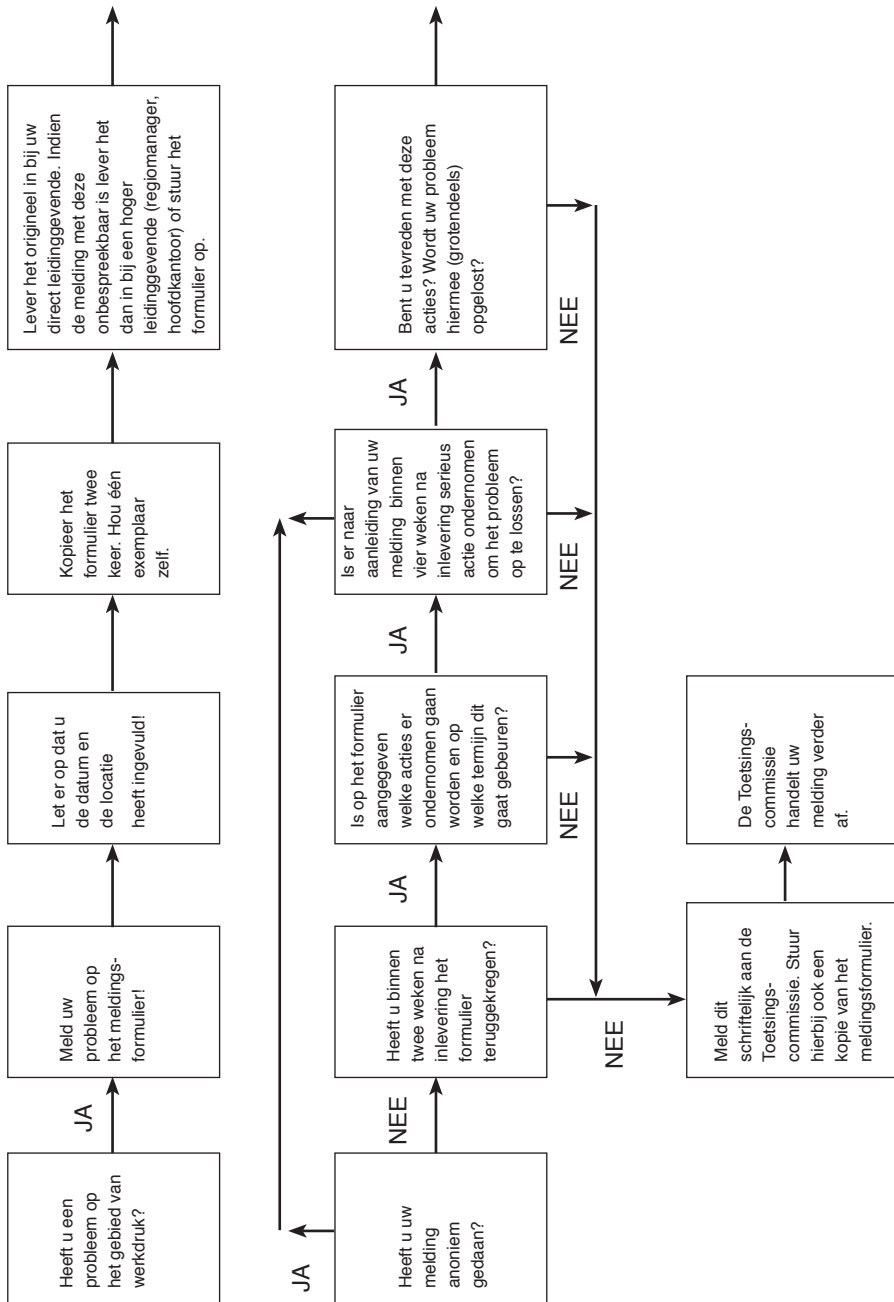 Heeft u een
probleem op
het gebied van
werkdruk?
JA
Meld uw
probleem op
het meldings-
formulier!
Let er op dat u
de datum en
de locatie
heeft ingevuld!
Kopieer het
formulier twee
keer. Hou één
exemplaar
zelf.
Lever het origineel in bij uw
direct leidinggevende. Indien
de melding met deze
onbespreekbaar is lever het
dan in bij een hoger
leidinggevende (regiomanager,
hoofdkantoor) of stuur het
formulier op.
JA
Heeft u uw
melding
anoniem
gedaan?
NEE
Heeft u binnen
twee weken na
inlevering het
formulier
teruggekregen?
JA
Is op het formulier
aangegeven
welke acties er
ondernomen gaan
worden en op
welke termijn dit
gaat gebeuren?
JA
Is er naar
aanleiding van uw
melding binnen
vier weken na
inlevering serieus
actie ondernomen
om het probleem
op te lossen?
JA
Bent u tevreden met deze
acties? Wordt uw probleem
hiermee (grotendeels)
opgelost?
NEE
NEE
NEE
NEE
Meld dit
schriftelijk aan de
Toetsings-
commissie. Stuur
hierbij ook een
kopie van het
meldingsformulier.
De Toetsings-
commissie
handelt uw
melding verder
af.